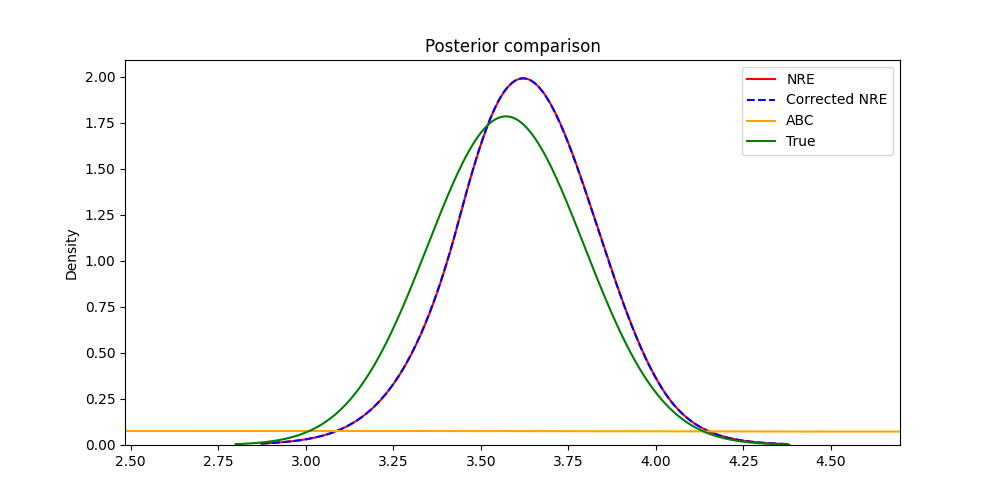 Posterior comparison
NRE
Corrected NRE
ABC
True
Density
2.00
1.75
1.50
1.25
1.00
0.75
0.50
0.25
0.00
2.50 2.75 3.00 3.25 3.50 3.75 4.00 4.25 4.50